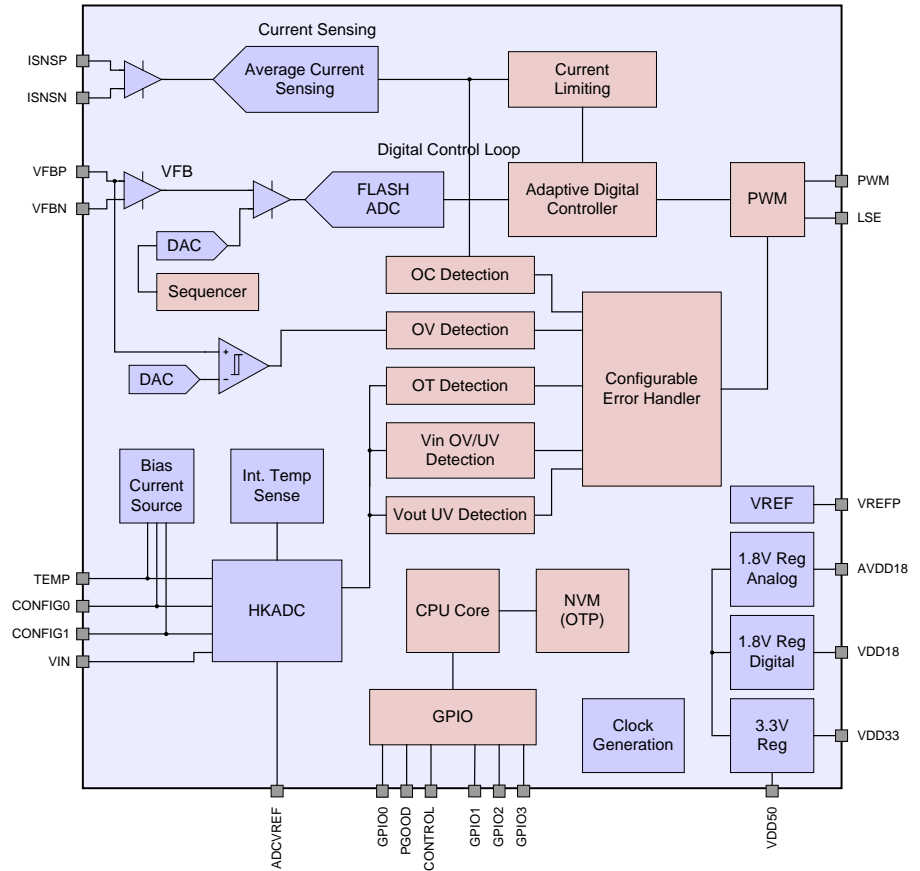 Current Sensing
ISNSP
ISNSN
Average Current
Sensing
Current
Limiting
Digital Control Loop
VFBP
VFBN
VFB
FLASH
ADC
Adaptive Digital
Controller
PWM
PWM
LSE
DAC
Sequencer
OC Detection
OV Detection
+
−
DAC
OT Detection
Configurable
Error Handler
Vin OV/UV
Detection
Vout UV Detection
Bias
Current
Source
Int. Temp
Sense
VREF
VREFP
TEMP
CONFIG0
CONFIG1
VIN
HKADC
CPU Core
NVM
(OTP)
1.8V Reg
Analog
AVDD18
1.8V Reg
Digital
VDD18
GPIO
Clock
Generation
3.3V
Reg
VDD33
ADCVREF
GPIO0
PGOOD
CONTROL
GPIO1
GPIO2
GPIO3
VDD50